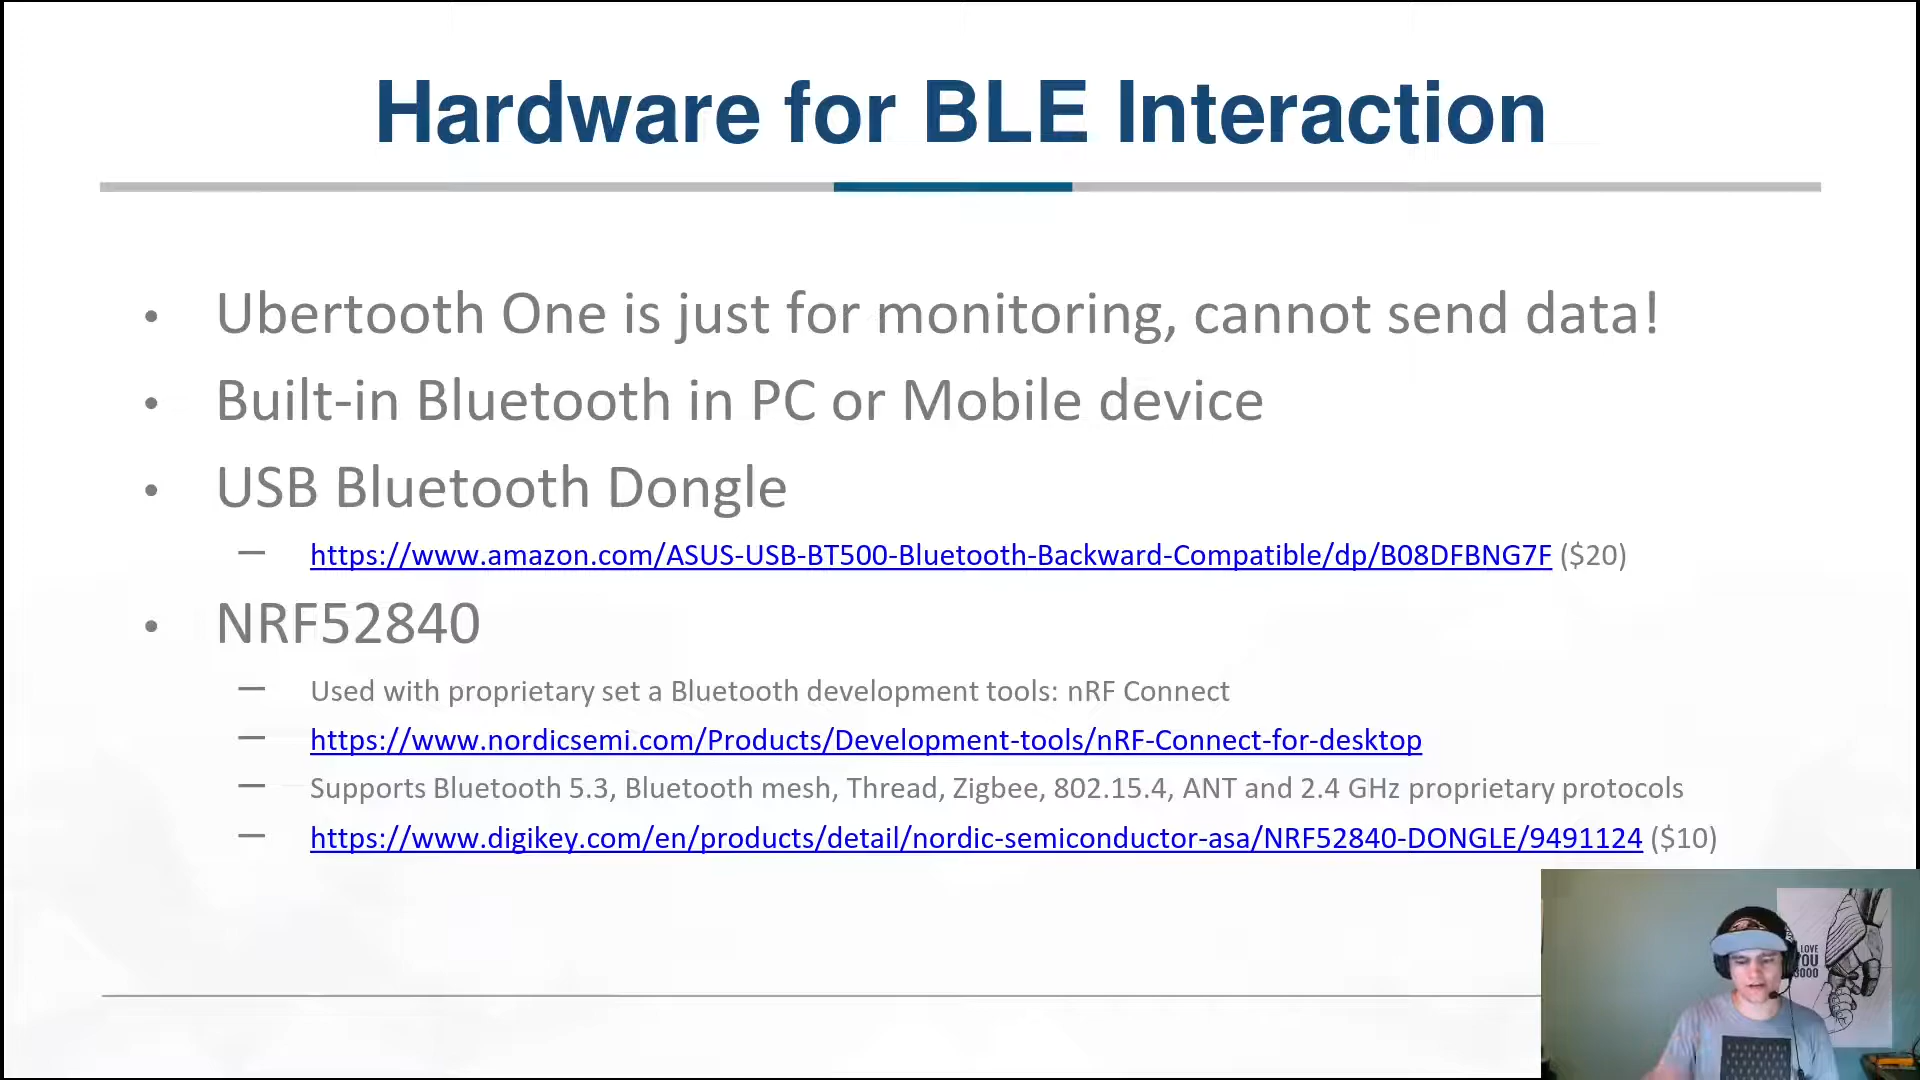 Hardware for BLE Interaction
• Ubertooth One is just for monitoring, cannot send data!
• Built-in Bluetooth in PC or Mobile device
• USB Bluetooth Dongle
— https://www.amazon.com/ASUS-USB-BT500-Bluetooth-Backward-Compatible/dp/B08DFBNG7F ($20)
• NRF52840
— Used with proprietary set a Bluetooth development tools: nRF Connect
— https://www.nordicsemi.com/Products/Development-tools/nRF-Connect-for-desktop
— Supports Bluetooth 5.3, Bluetooth mesh, Thread, Zigbee, 802.15.4, ANT and 2.4 GHz proprietary protocols
— https://www.digikey.com/en/products/detail/nordic-semiconductor-asa/NRF52840-DONGLE/9491124 ($10)
LOVE
YOU
3000